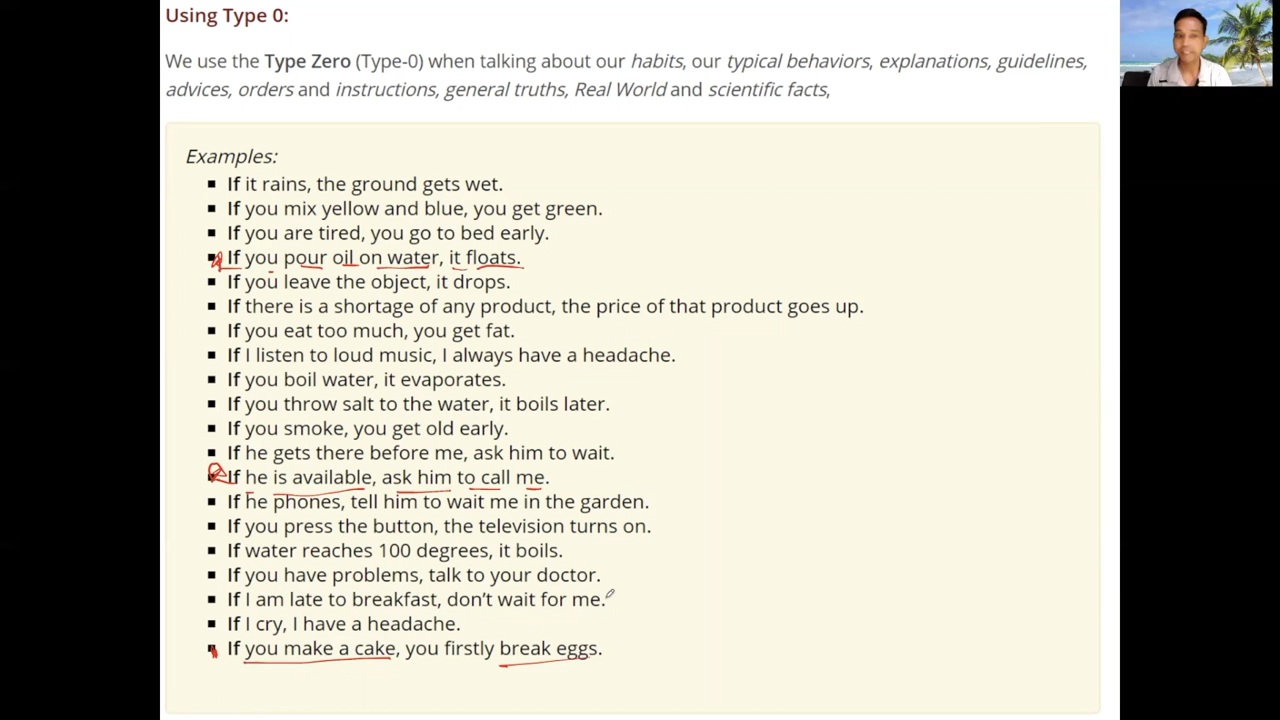 Using Type 0:
We use the Type Zero (Type-0) when talking about our habits, our typical behaviors, explanations, guidelines,
advices, orders and instructions, general truths, Real World and scientific facts,
Examples:
If it rains, the ground gets wet.
If you mix yellow and blue, you get green.
If you are tired, you go to bed early.
If you pour oil on water, it floats.
If you leave the object, it drops.
If there is a shortage of any product, the price of that product goes up.
If you eat too much, you get fat.
If I listen to loud music, I always have a headache.
If you boil water, it evaporates.
If you throw salt to the water, it boils later.
If you smoke, you get old early.
If he gets there before me, ask him to wait.
If he is available, ask him to call me.
If he phones, tell him to wait me in the garden.
If you press the button, the television turns on.
If water reaches 100 degrees, it boils.
If you have problems, talk to your doctor.
If I am late to breakfast, don't wait for me.
If I cry, I have a headache.
If you make a cake, you firstly break eggs.